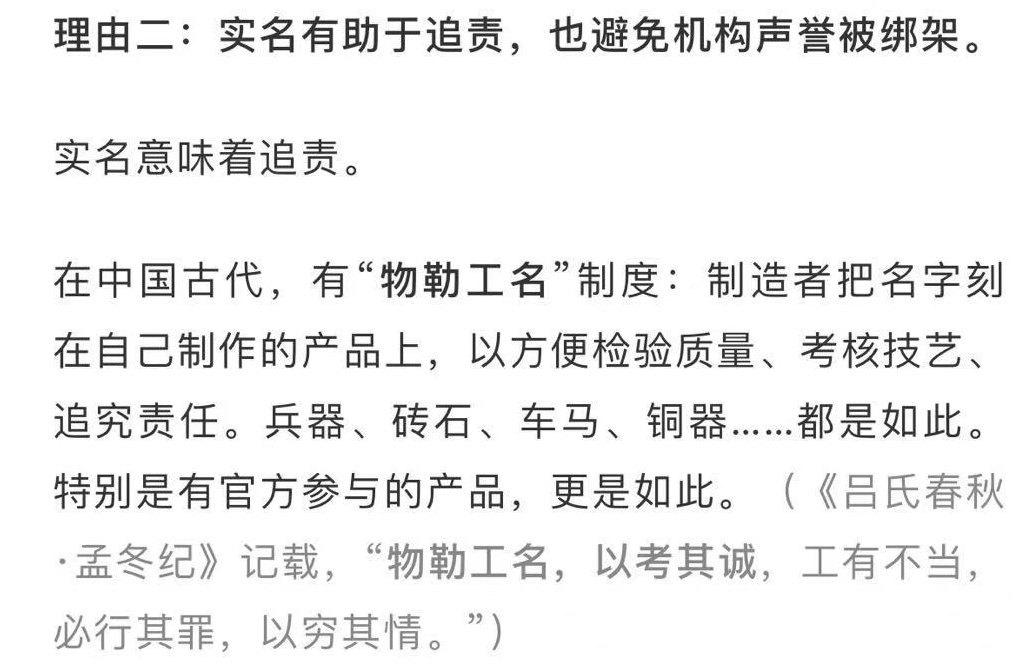 理由二：实名有助于追责，也避免机构声誉被绑架。
实名意味着追责。
在中国古代，有“物勒工名”制度：制造者把名字刻
在自己制作的产品上，以方便检验质量、考核技艺、
追究责任。兵器、砖石、车马、铜器……都是如此。
特别是有官方参与的产品，更是如此。（《吕氏春秋
·孟冬纪》记载，“物勒工名，以考其诚，工有不当，
必行其罪，以穷其情。”）